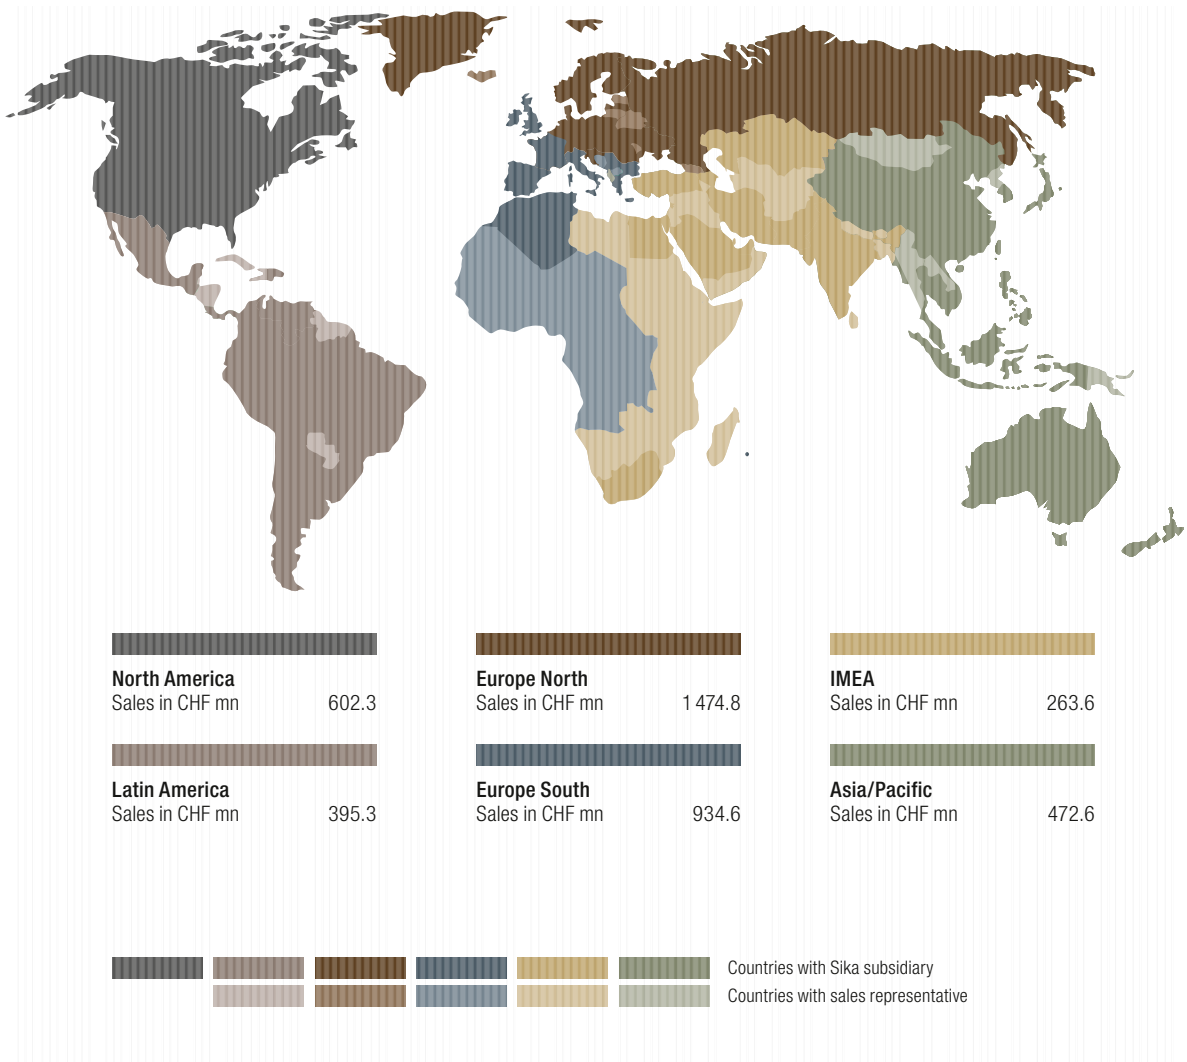 North America
Sales in CHF mn 602.3
Europe North
Sales in CHF mn 1 474.8
IMEA
Sales in CHF mn 263.6
Latin America
Sales in CHF mn 395.3
Europe South
Sales in CHF mn 934.6
Asia/Pacific
Sales in CHF mn 472.6
Countries with Sika subsidiary
Countries with sales representative